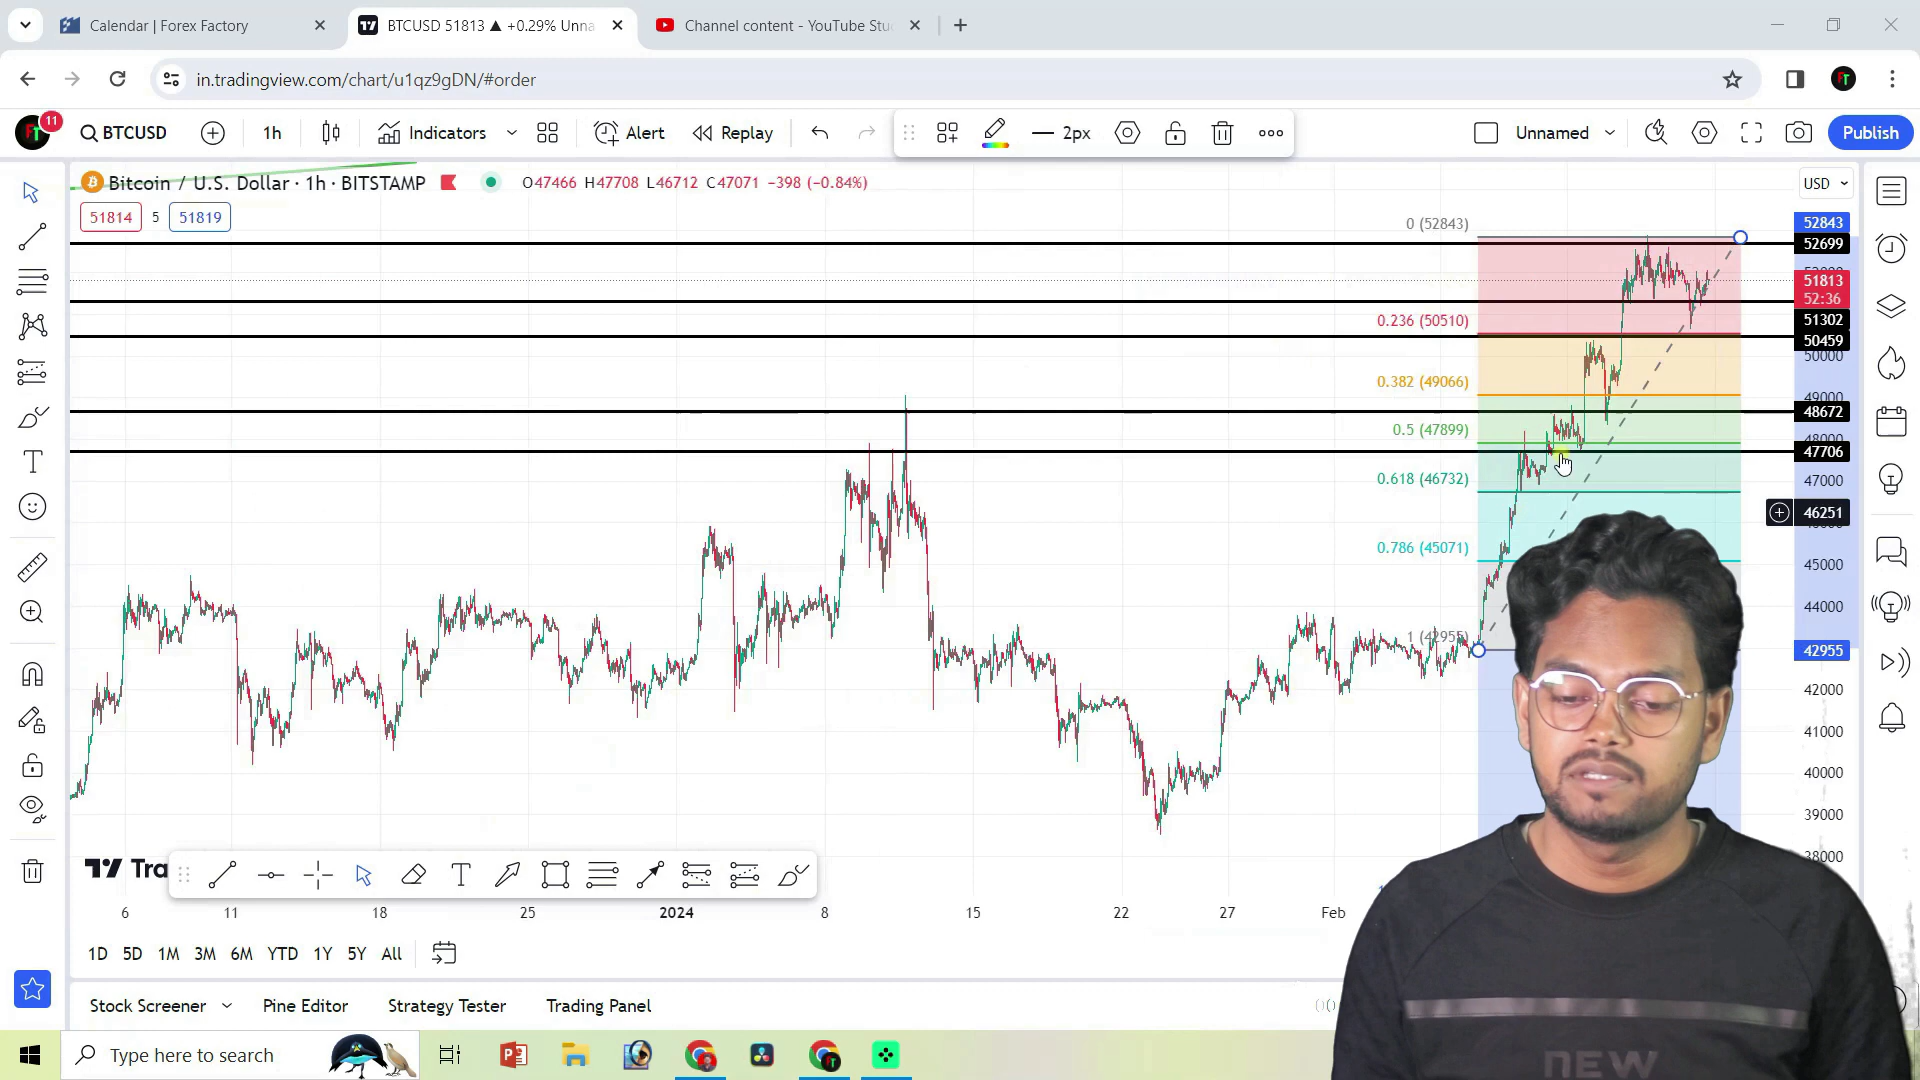 Calendar | Forex Factory
BTCUSD 51813 ▲ +0.29% Unna
Channel content - YouTube Stu
in.tradingview.com/chart/u1qz9gDN/#order
11
BTCUSD
1h
Indicators
Alert
Replay
2px
Unnamed
Publish
Bitcoin / U.S. Dollar · 1h · BITSTAMP
O47466 H47708 L46712 C47071 −398 (−0.84%)
USD
51814
5
51819
0 (52843)
0.236 (50510)
0.382 (49066)
0.5 (47899)
0.618 (46732)
0.786 (45071)
1 (42955)
52843
52699
51813
52:36
51302
50459
50000
49000
48672
48000
47706
47000
46251
45000
44000
42955
42000
41000
40000
39000
38000
Tra
6
11
18
25
2024
8
15
22
27
Feb
1D
5D
1M
3M
6M
YTD
1Y
5Y
All
Stock Screener
Pine Editor
Strategy Tester
Trading Panel
Type here to search
NEW